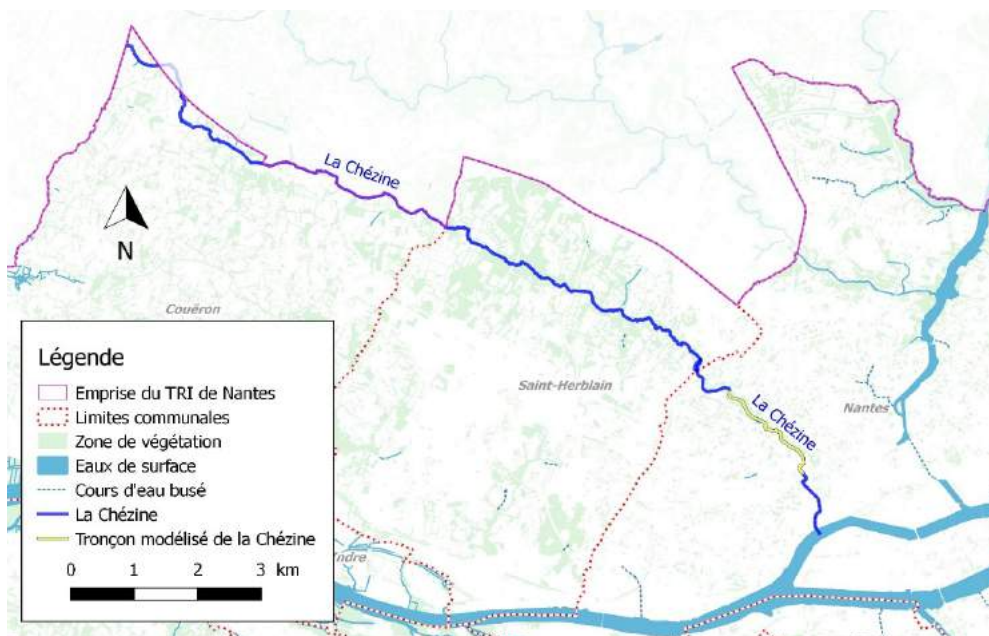 La Chézine
N
Couëron
Saint-Herblain
La Chézine
Nantes
Légende
Emprise du TRI de Nantes
Limites communales
Zone de végétation
Eaux de surface
Cours d'eau busé
La Chézine
Tronçon modélisé de la Chézine
0 1 2 3 km